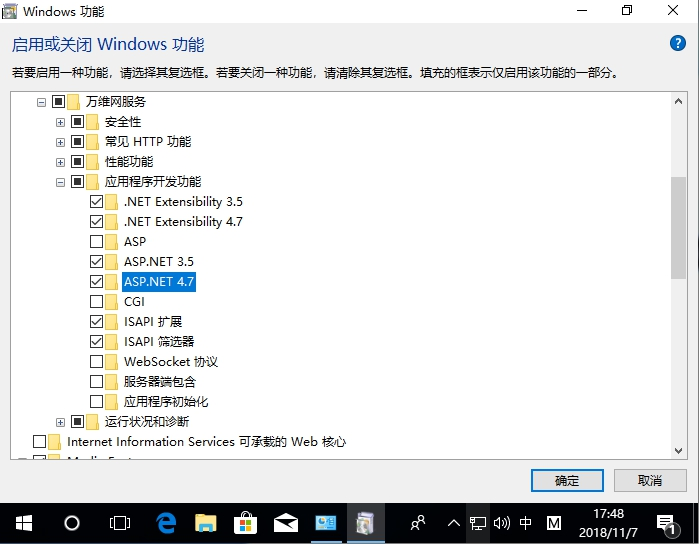 Windows 功能
启用或关闭 Windows 功能
?
若要启用一种功能，请选择其复选框。若要关闭一种功能，请清除其复选框。填充的框表示仅启用该功能的一部分。
万维网服务
安全性
常见 HTTP 功能
性能功能
应用程序开发功能
.NET Extensibility 3.5
.NET Extensibility 4.7
ASP
ASP.NET 3.5
ASP.NET 4.7
CGI
ISAPI 扩展
ISAPI 筛选器
WebSocket 协议
服务器端包含
应用程序初始化
运行状况和诊断
Internet Information Services 可承载的 Web 核心
确定
取消
中
M
17:48
2018/11/7
1